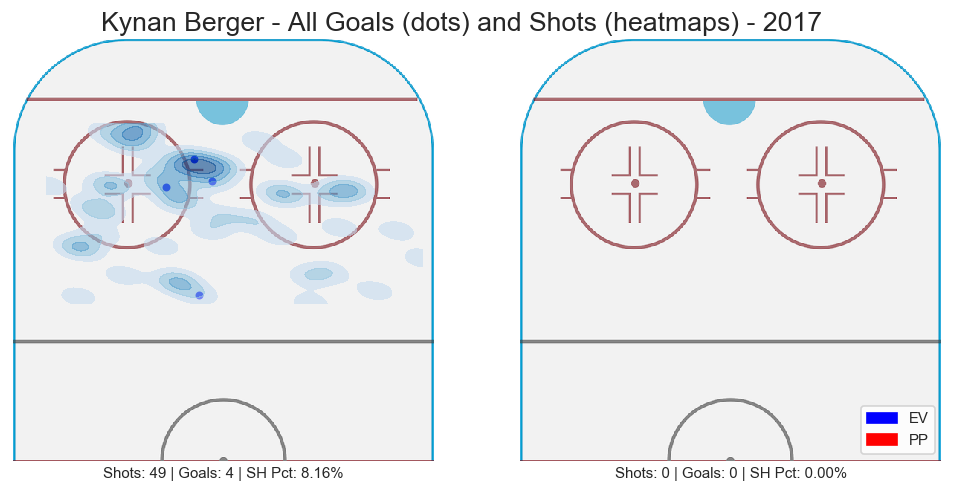 Kynan Berger - All Goals (dots) and Shots (heatmaps) - 2017
EV
PP
Shots: 49 | Goals: 4 | SH Pct: 8.16%
Shots: 0 | Goals: 0 | SH Pct: 0.00%